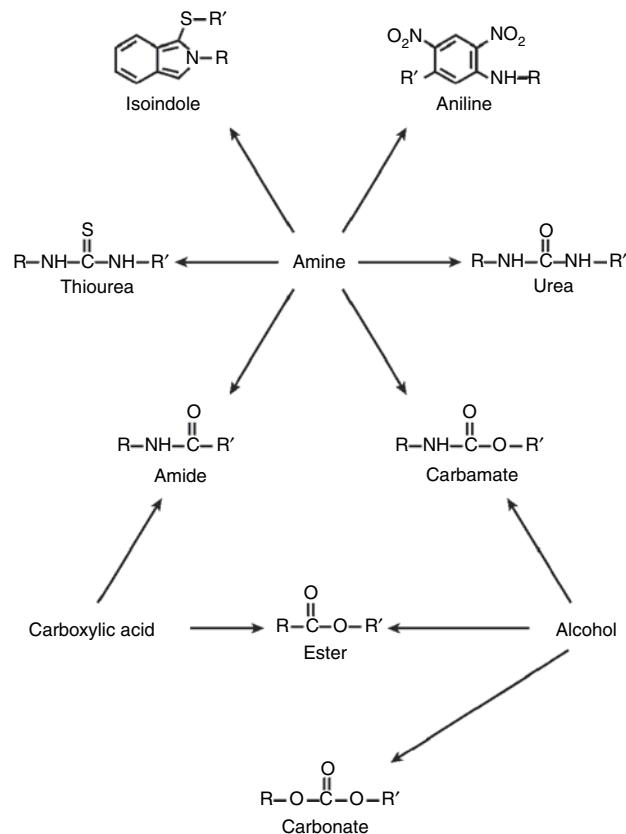 S–R′
N–R
Isoindole
O₂N
NO₂
R′
NH–R
Aniline
S
R–NH–C–NH–R′
Thiourea
Amine
O
R–NH–C–NH–R′
Urea
O
R–NH–C–R′
Amide
O
R–NH–C–O–R′
Carbamate
Carboxylic acid
O
R–C–O–R′
Ester
Alcohol
O
R–O–C–O–R′
Carbonate